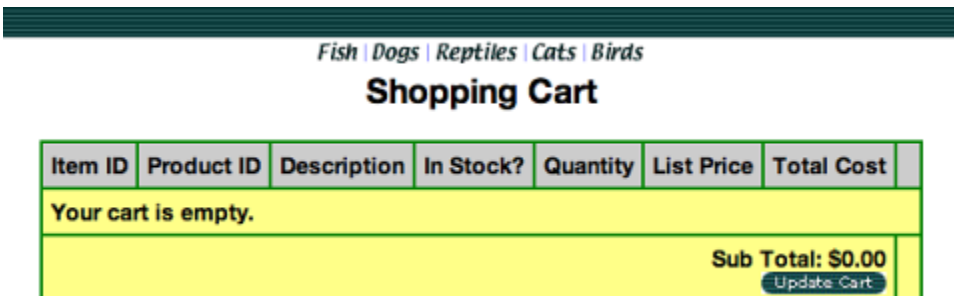 Fish | Dogs | Reptiles | Cats | Birds
Shopping Cart
Item ID Product ID Description In Stock? Quantity List Price Total Cost
Your cart is empty.
Sub Total: $0.00
Update Cart